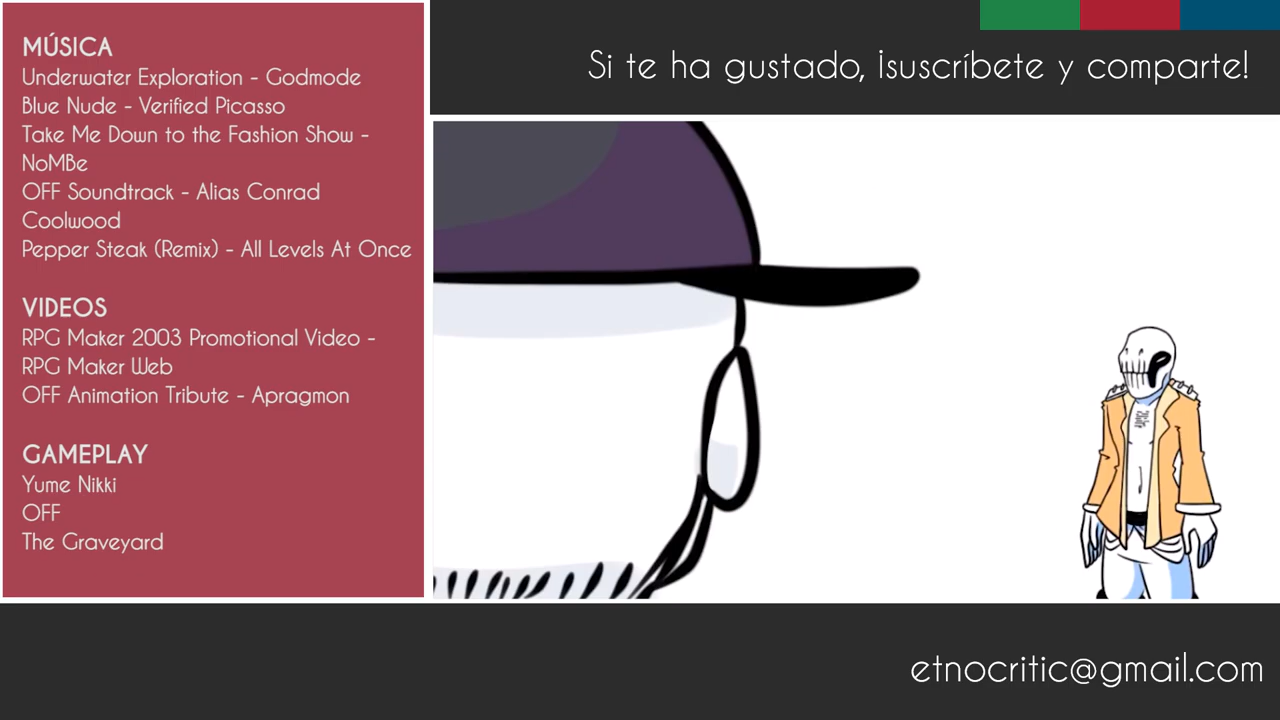 MÚSICA
Underwater Exploration - Godmode
Blue Nude - Verified Picasso
Take Me Down to the Fashion Show -
NoMBe
OFF Soundtrack - Alias Conrad
Coolwood
Pepper Steak (Remix) - All Levels At Once
VIDEOS
RPG Maker 2003 Promotional Video -
RPG Maker Web
OFF Animation Tribute - Apragmon
GAMEPLAY
Yume Nikki
OFF
The Graveyard
Si te ha gustado, ¡suscríbete y comparte!
etnocritic@gmail.com